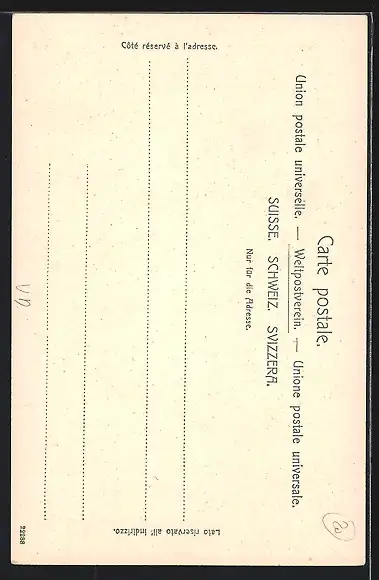 Carte postale.
Union postale universelle. — Weltpostverein. — Unione postale universale.
SUISSE. SCHWEIZ. SVIZZERA.
Nur für die Adresse.
Côté réservé à l'adresse.
Lato riservato all' indirizzo.
22288